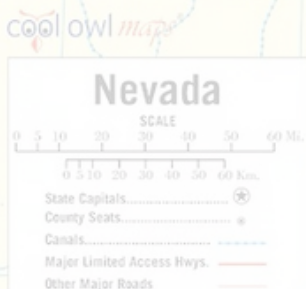 cool owl maps
Nevada
SCALE
0 5 10 20 30 40 50 60 Mi.
0 5 10 20 30 40 50 60 Km.
State Capitals
County Seats
Canals
Major Limited Access Hwys.
Other Major Roads